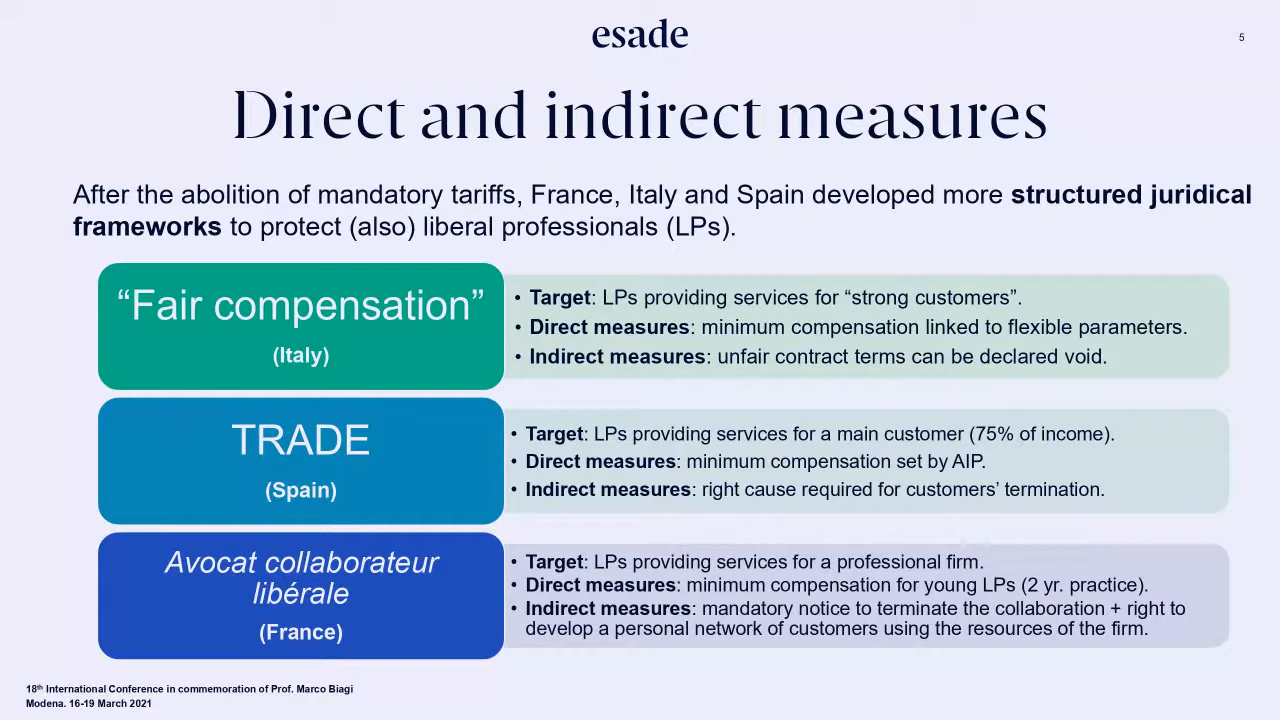 esade
5
Direct and indirect measures
After the abolition of mandatory tariffs, France, Italy and Spain developed more structured juridical
frameworks to protect (also) liberal professionals (LPs).
“Fair compensation”
(Italy)
• Target: LPs providing services for “strong customers”.
• Direct measures: minimum compensation linked to flexible parameters.
• Indirect measures: unfair contract terms can be declared void.
TRADE
(Spain)
• Target: LPs providing services for a main customer (75% of income).
• Direct measures: minimum compensation set by AIP.
• Indirect measures: right cause required for customers’ termination.
Avocat collaborateur
libérale
(France)
• Target: LPs providing services for a professional firm.
• Direct measures: minimum compensation for young LPs (2 yr. practice).
• Indirect measures: mandatory notice to terminate the collaboration + right to
develop a personal network of customers using the resources of the firm.
18th International Conference in commemoration of Prof. Marco Biagi
Modena. 16-19 March 2021